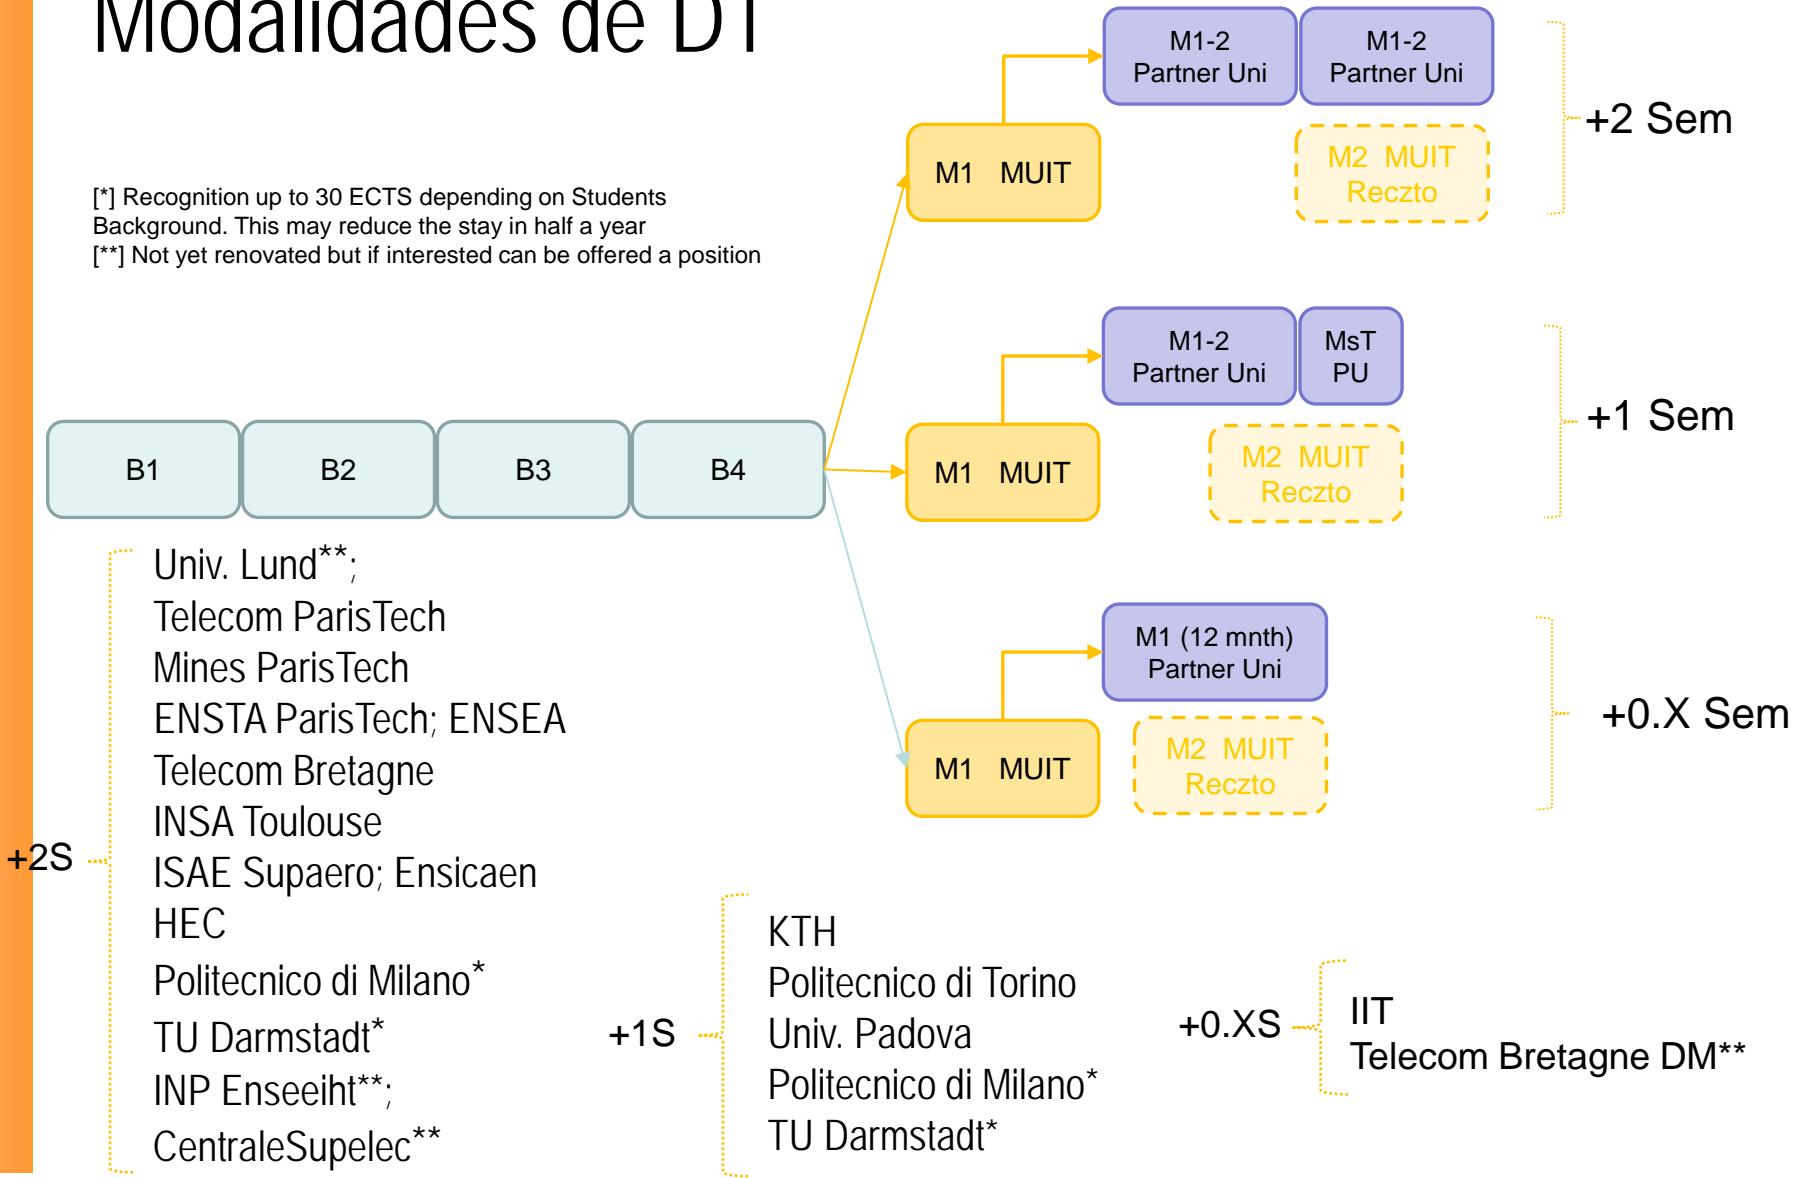 Modalidades de DT
[*] Recognition up to 30 ECTS depending on Students
Background. This may reduce the stay in half a year
[**] Not yet renovated but if interested can be offered a position
M1-2
Partner Uni
M1-2
Partner Uni
M1 MUIT
M2 MUIT
Reczto
+2 Sem
M1-2
Partner Uni
MsT
PU
M1 MUIT
M2 MUIT
Reczto
+1 Sem
B1
B2
B3
B4
M1 (12 mnth)
Partner Uni
M1 MUIT
M2 MUIT
Reczto
+0.X Sem
+2S
Univ. Lund**;
Telecom ParisTech
Mines ParisTech
ENSTA ParisTech; ENSEA
Telecom Bretagne
INSA Toulouse
ISAE Supaero; Ensicaen
HEC
Politecnico di Milano*
TU Darmstadt*
INP Enseeiht**;
CentraleSupelec**
+1S
KTH
Politecnico di Torino
Univ. Padova
Politecnico di Milano*
TU Darmstadt*
+0.XS
IIT
Telecom Bretagne DM**